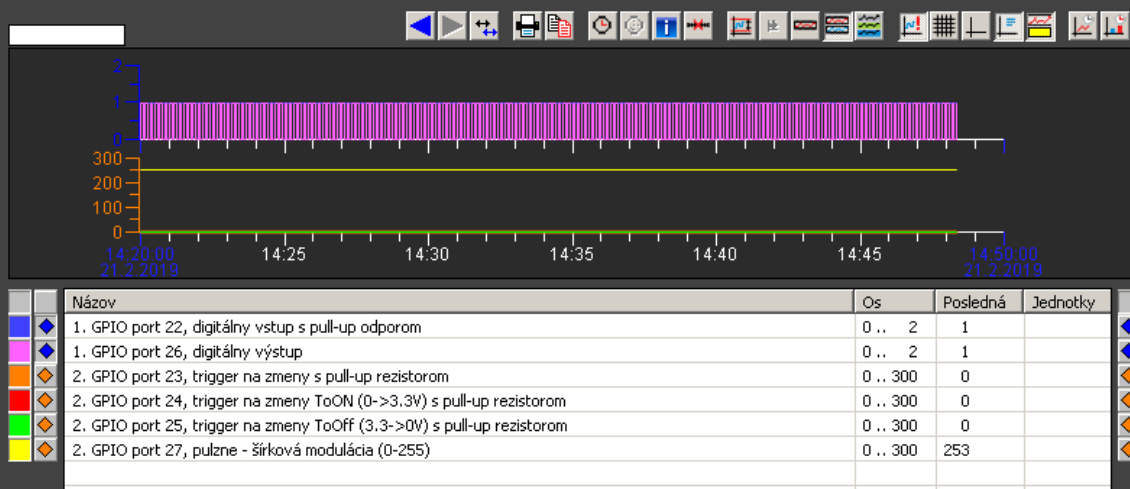 2
1
0
300
200
100
0
14:20:00 14:25 14:30 14:35 14:40 14:45 14:50:00
21.2.2019 21.2.2019
Názov Os Posledná Jednotky
1. GPIO port 22, digitálny vstup s pull-up odporom 0 .. 2 1
1. GPIO port 26, digitálny výstup 0 .. 2 1
2. GPIO port 23, trigger na zmeny s pull-up rezistorom 0 .. 300 0
2. GPIO port 24, trigger na zmeny ToON (0->3.3V) s pull-up rezistorom 0 .. 300 0
2. GPIO port 25, trigger na zmeny ToOff (3.3->0V) s pull-up rezistorom 0 .. 300 0
2. GPIO port 27, pulzne - šírková modulácia (0-255) 0 .. 300 253